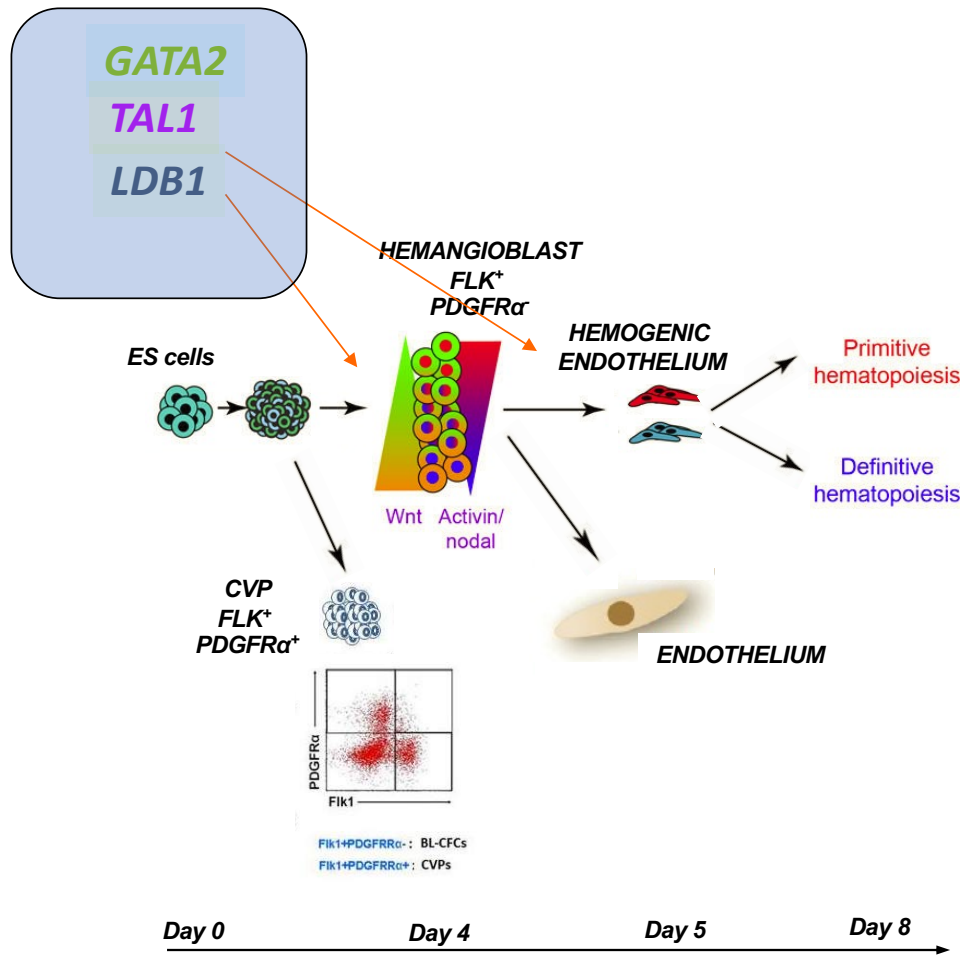 GATA2
TAL1
LDB1
HEMANGIOBLAST
FLK⁺
PDGFRα⁻
ES cells
HEMOGENIC
ENDOTHELIUM
Primitive
hematopoiesis
Definitive
hematopoiesis
Wnt Activin/
nodal
CVP
FLK⁺
PDGFRα⁺
ENDOTHELIUM
PDGFRα
Flk1
Flk1+PDGFRRα- : BL-CFCs
Flk1+PDGFRRα+ : CVPs
Day 0 Day 4 Day 5 Day 8